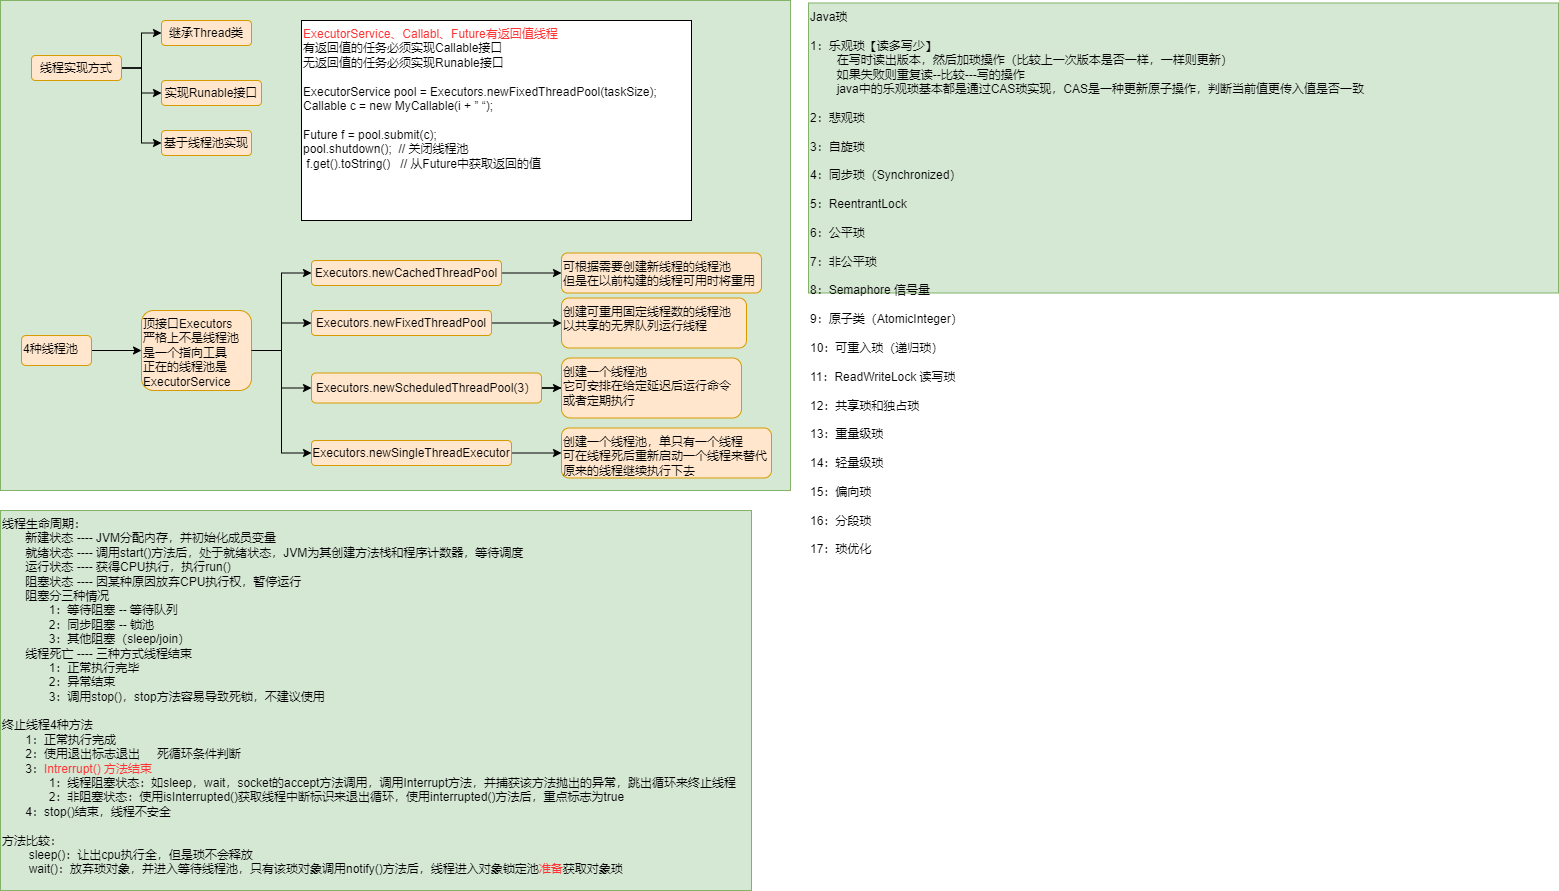 线程实现方式
继承Thread类
实现Runable接口
基于线程池实现
ExecutorService、Callabl、Future有返回值线程
有返回值的任务必须实现Callable接口
无返回值的任务必须实现Runable接口
ExecutorService pool = Executors.newFixedThreadPool(taskSize);
Callable c = new MyCallable(i + ” “);
Future f = pool.submit(c);
pool.shutdown();  // 关闭线程池
f.get().toString()   // 从Future中获取返回的值
4种线程池
顶接口Executors
严格上不是线程池
是一个指向工具
正在的线程池是
ExecutorService
Executors.newCachedThreadPool
可根据需要创建新线程的线程池
但是在以前构建的线程可用时将重用
Executors.newFixedThreadPool
创建可重用固定线程数的线程池
以共享的无界队列运行线程
Executors.newScheduledThreadPool(3）
创建一个线程池
它可安排在给定延迟后运行命令
或者定期执行
Executors.newSingleThreadExecutor
创建一个线程池，单只有一个线程
可在线程死后重新启动一个线程来替代
原来的线程继续执行下去
线程生命周期：
新建状态 ---- JVM分配内存，并初始化成员变量
就绪状态 ---- 调用start()方法后，处于就绪状态，JVM为其创建方法栈和程序计数器，等待调度
运行状态 ---- 获得CPU执行，执行run()
阻塞状态 ---- 因某种原因放弃CPU执行权，暂停运行
阻塞分三种情况
1：等待阻塞 -- 等待队列
2：同步阻塞 -- 锁池
3：其他阻塞（sleep/join）
线程死亡 ---- 三种方式线程结束
1：正常执行完毕
2：异常结束
3：调用stop()，stop方法容易导致死锁，不建议使用
终止线程4种方法
1：正常执行完成
2：使用退出标志退出     死循环条件判断
3：Intrerrupt() 方法结束
1：线程阻塞状态：如sleep，wait，socket的accept方法调用，调用Interrupt方法，并捕获该方法抛出的异常，跳出循环来终止线程
2：非阻塞状态：使用isInterrupted()获取线程中断标识来退出循环，使用interrupted()方法后，重点标志为true
4：stop()结束，线程不安全
方法比较：
sleep()：让出cpu执行全，但是琐不会释放
wait()：放弃琐对象，并进入等待线程池，只有该琐对象调用notify()方法后，线程进入对象锁定池准备获取对象琐
Java琐
1：乐观琐【读多写少】
在写时读出版本，然后加琐操作（比较上一次版本是否一样，一样则更新）
如果失败则重复读--比较---写的操作
java中的乐观琐基本都是通过CAS琐实现，CAS是一种更新原子操作，判断当前值更传入值是否一致
2：悲观琐
3：自旋琐
4：同步琐（Synchronized）
5：ReentrantLock
6：公平琐
7：非公平琐
8：Semaphore 信号量
9：原子类（AtomicInteger）
10：可重入琐（递归琐）
11：ReadWriteLock 读写琐
12：共享琐和独占琐
13：重量级琐
14：轻量级琐
15：偏向琐
16：分段琐
17：琐优化